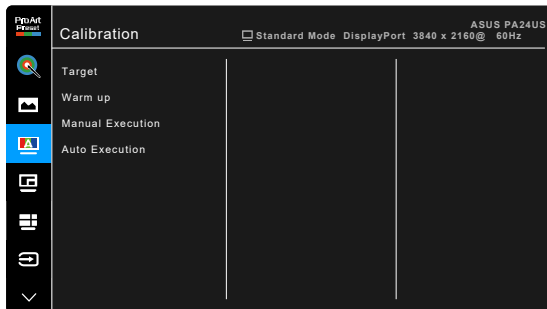 ProArt
Preset
Calibration
ASUS PA24US
Standard Mode DisplayPort 3840 x 2160@ 60Hz
Target
Warm up
Manual Execution
A
Auto Execution